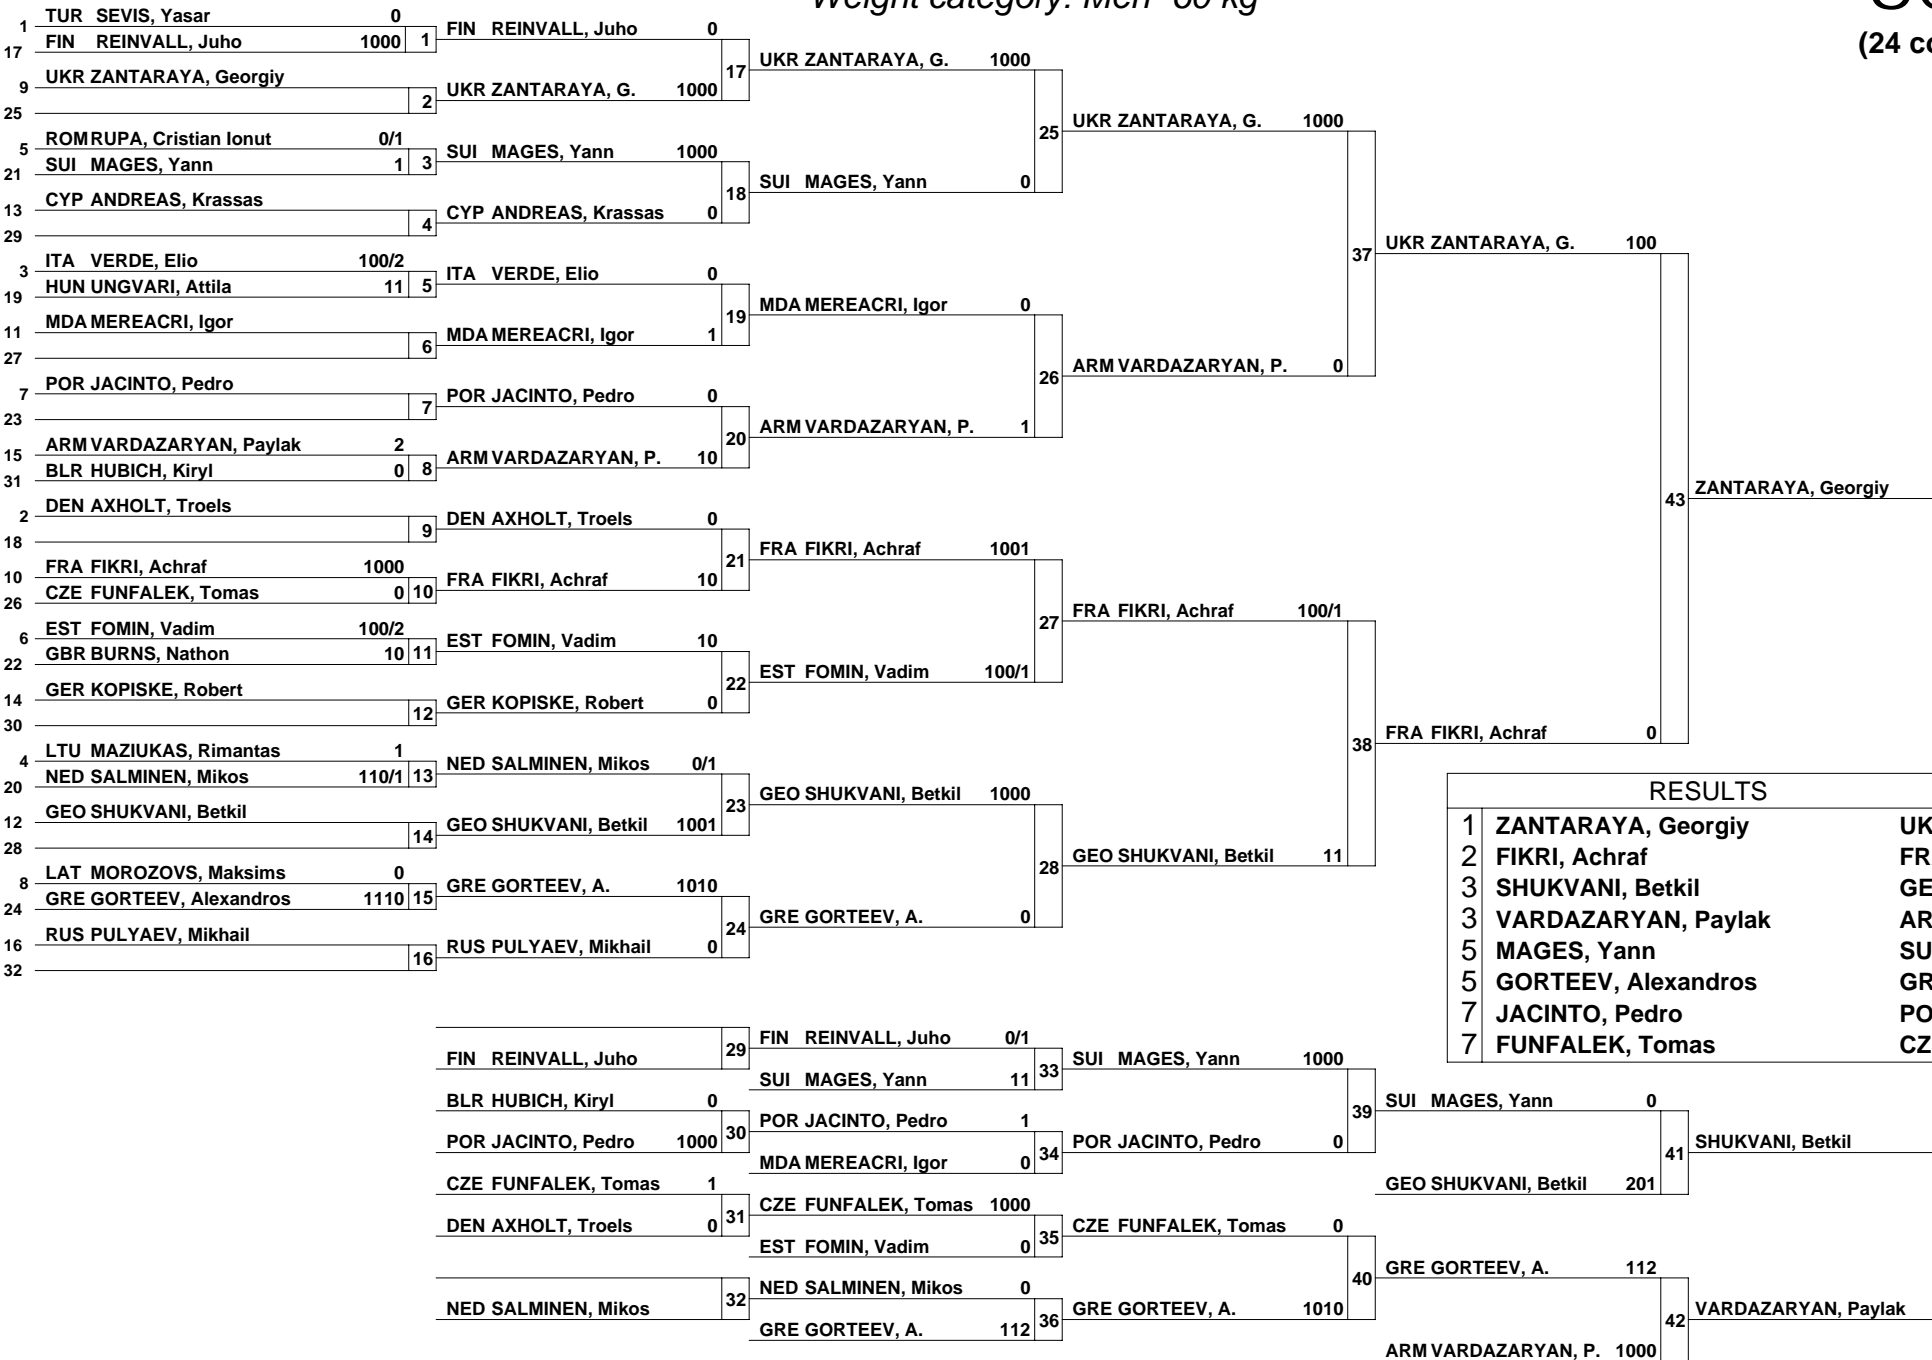 Weight category: Men -60 kg
(24 co
1 TUR SEVIS, Yasar 0
17 FIN REINVALL, Juho 1000 1
9 UKR ZANTARAYA, Georgiy
25 2
5 ROM RUPA, Cristian Ionut 0/1
21 SUI MAGES, Yann 1 3
13 CYP ANDREAS, Krassas
29 4
3 ITA VERDE, Elio 100/2
19 HUN UNGVARI, Attila 11 5
11 MDA MEREACRI, Igor
27 6
7 POR JACINTO, Pedro
23 7
15 ARM VARDAZARYAN, Paylak 2
31 BLR HUBICH, Kiryl 0 8
2 DEN AXHOLT, Troels
18 9
10 FRA FIKRI, Achraf 1000
26 CZE FUNFALEK, Tomas 0 10
6 EST FOMIN, Vadim 100/2
22 GBR BURNS, Nathon 10 11
14 GER KOPISKE, Robert
30 12
4 LTU MAZIUKAS, Rimantas 1
20 NED SALMINEN, Mikos 110/1 13
12 GEO SHUKVANI, Betkil
28 14
8 LAT MOROZOVS, Maksims 0
24 GRE GORTEEV, Alexandros 1110 15
16 RUS PULYAEV, Mikhail
32 16
FIN REINVALL, Juho 0
17
UKR ZANTARAYA, G. 1000
SUI MAGES, Yann 1000
18
CYP ANDREAS, Krassas 0
ITA VERDE, Elio 0
19
MDA MEREACRI, Igor 1
POR JACINTO, Pedro 0
20
ARM VARDAZARYAN, P. 10
DEN AXHOLT, Troels 0
21
FRA FIKRI, Achraf 10
EST FOMIN, Vadim 10
22
GER KOPISKE, Robert 0
NED SALMINEN, Mikos 0/1
23
GEO SHUKVANI, Betkil 1001
GRE GORTEEV, A. 1010
24
RUS PULYAEV, Mikhail 0
UKR ZANTARAYA, G. 1000
25
SUI MAGES, Yann 0
MDA MEREACRI, Igor 0
26
ARM VARDAZARYAN, P. 1
FRA FIKRI, Achraf 1001
27
EST FOMIN, Vadim 100/1
GEO SHUKVANI, Betkil 1000
28
GRE GORTEEV, A. 0
UKR ZANTARAYA, G. 1000
37
ARM VARDAZARYAN, P. 0
FRA FIKRI, Achraf 100/1
38
GEO SHUKVANI, Betkil 11
UKR ZANTARAYA, G. 100
43
FRA FIKRI, Achraf 0
ZANTARAYA, Georgiy
RESULTS
1 ZANTARAYA, Georgiy UK
2 FIKRI, Achraf FR
3 SHUKVANI, Betkil GE
3 VARDAZARYAN, Paylak AR
5 MAGES, Yann SU
5 GORTEEV, Alexandros GR
7 JACINTO, Pedro PO
7 FUNFALEK, Tomas CZ
FIN REINVALL, Juho 29
BLR HUBICH, Kiryl 0
30
POR JACINTO, Pedro 1000
CZE FUNFALEK, Tomas 1
31
DEN AXHOLT, Troels 0
NED SALMINEN, Mikos 32
FIN REINVALL, Juho 0/1
33
SUI MAGES, Yann 11
POR JACINTO, Pedro 1
34
MDA MEREACRI, Igor 0
CZE FUNFALEK, Tomas 1000
35
EST FOMIN, Vadim 0
NED SALMINEN, Mikos 0
36
GRE GORTEEV, A. 112
SUI MAGES, Yann 1000
39
POR JACINTO, Pedro 0
CZE FUNFALEK, Tomas 0
40
GRE GORTEEV, A. 1010
SUI MAGES, Yann 0
41
GEO SHUKVANI, Betkil 201
GRE GORTEEV, A. 112
42
ARM VARDAZARYAN, P. 1000
SHUKVANI, Betkil
VARDAZARYAN, Paylak